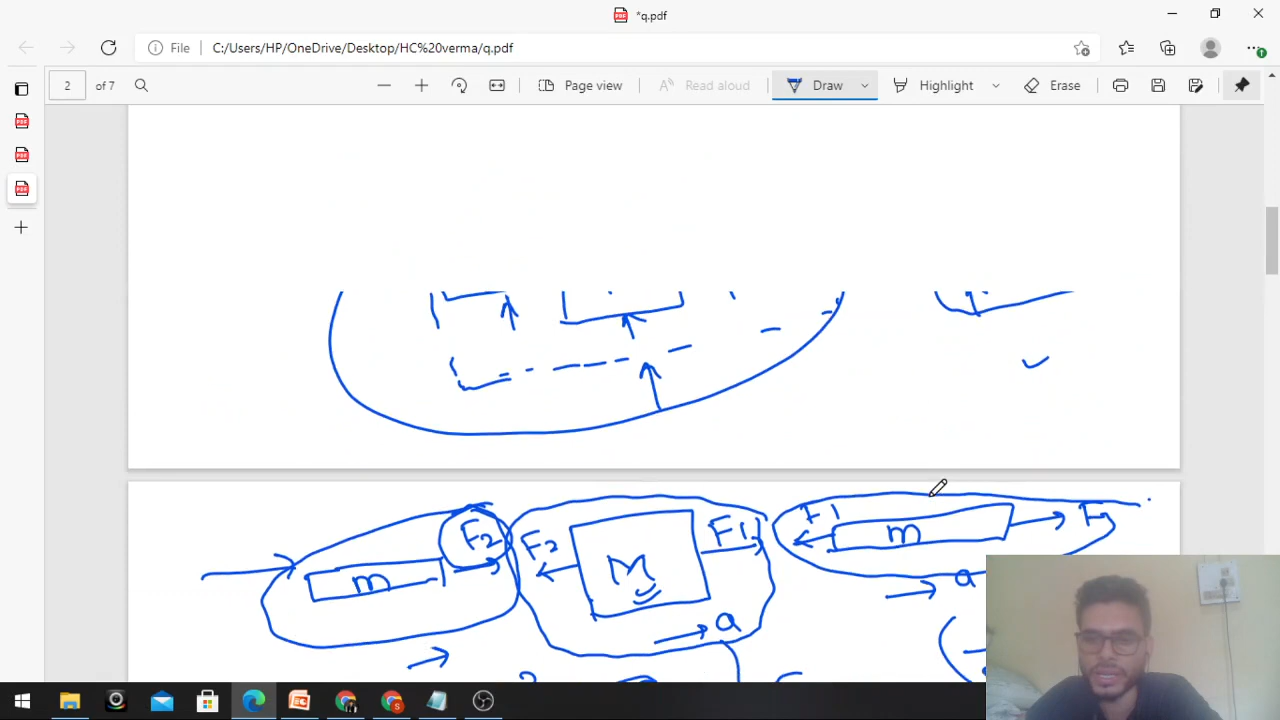 *q.pdf
File C:/Users/HP/OneDrive/Desktop/HC%20verma/q.pdf
2 of 7 Page view Read aloud Draw Highlight Erase
F2 F2 F1 F1
m M m
a a